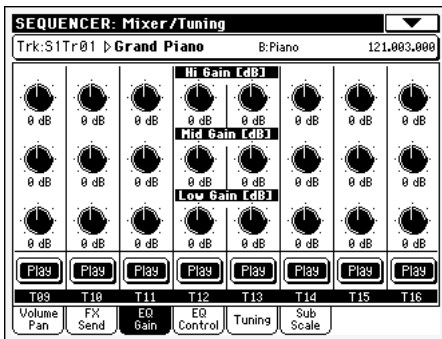 SEQUENCER: Mixer/Tuning
Trk:S1Tr01 ▷Grand Piano B:Piano 121.003.000
Hi Gain [dB]
0 dB 0 dB 0 dB 0 dB 0 dB 0 dB 0 dB 0 dB
Mid Gain [dB]
0 dB 0 dB 0 dB 0 dB 0 dB 0 dB 0 dB 0 dB
Low Gain [dB]
0 dB 0 dB 0 dB 0 dB 0 dB 0 dB 0 dB 0 dB
Play Play Play Play Play Play Play Play
T09 T10 T11 T12 T13 T14 T15 T16
Volume FX EQ EQ Tuning Sub
Pan Send Gain Control Scale